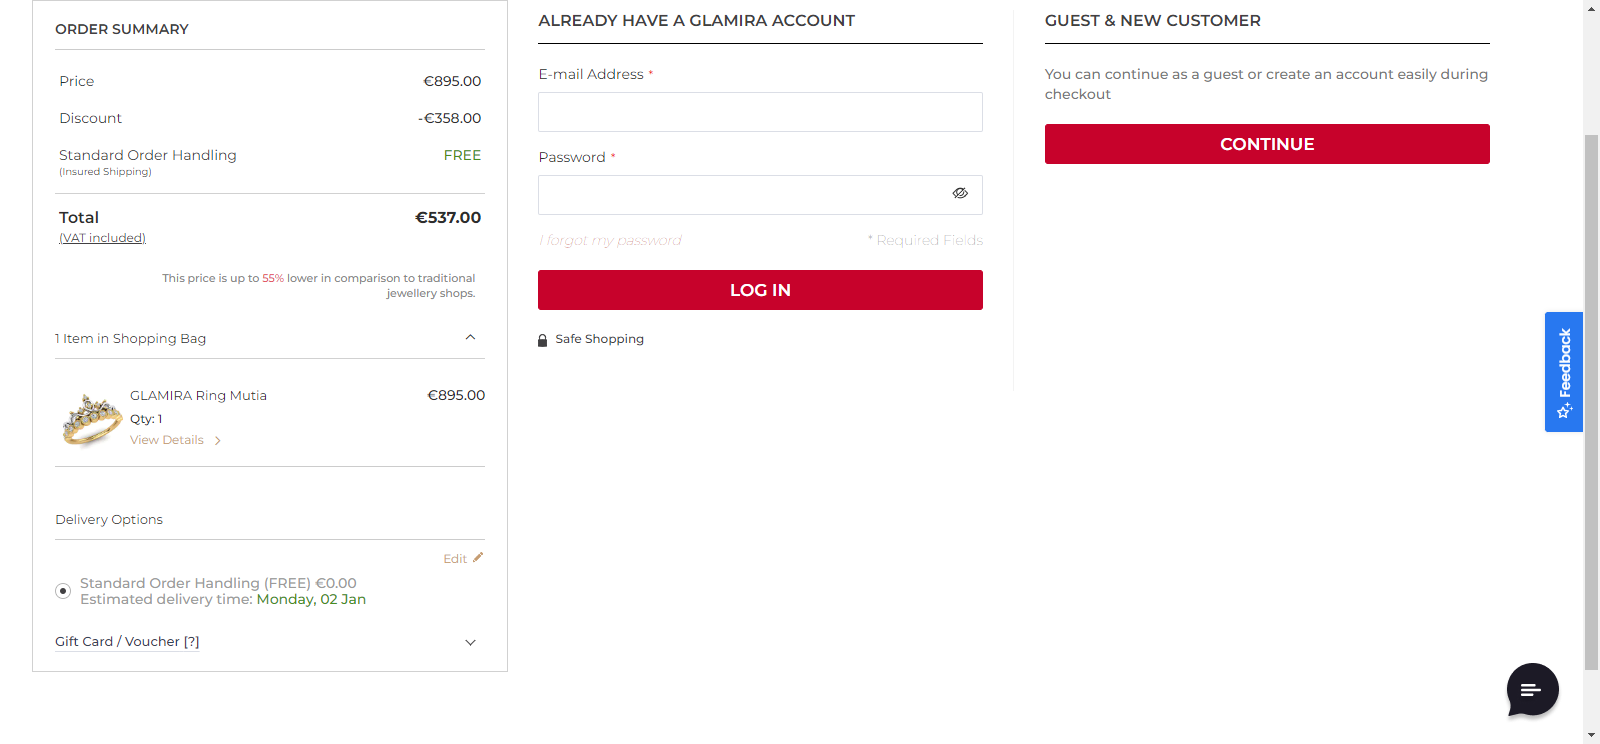 ORDER SUMMARY
Price €895.00
Discount -€358.00
Standard Order Handling FREE
(Insured Shipping)
Total €537.00
(VAT included)
This price is up to 55% lower in comparison to traditional
jewellery shops.
1 Item in Shopping Bag
GLAMIRA Ring Mutia €895.00
Qty: 1
View Details
Delivery Options
Edit
Standard Order Handling (FREE) €0.00
Estimated delivery time: Monday, 02 Jan
Gift Card / Voucher [?]
ALREADY HAVE A GLAMIRA ACCOUNT
E-mail Address *
Password *
I forgot my password * Required Fields
LOG IN
Safe Shopping
GUEST & NEW CUSTOMER
You can continue as a guest or create an account easily during
checkout
CONTINUE
Feedback